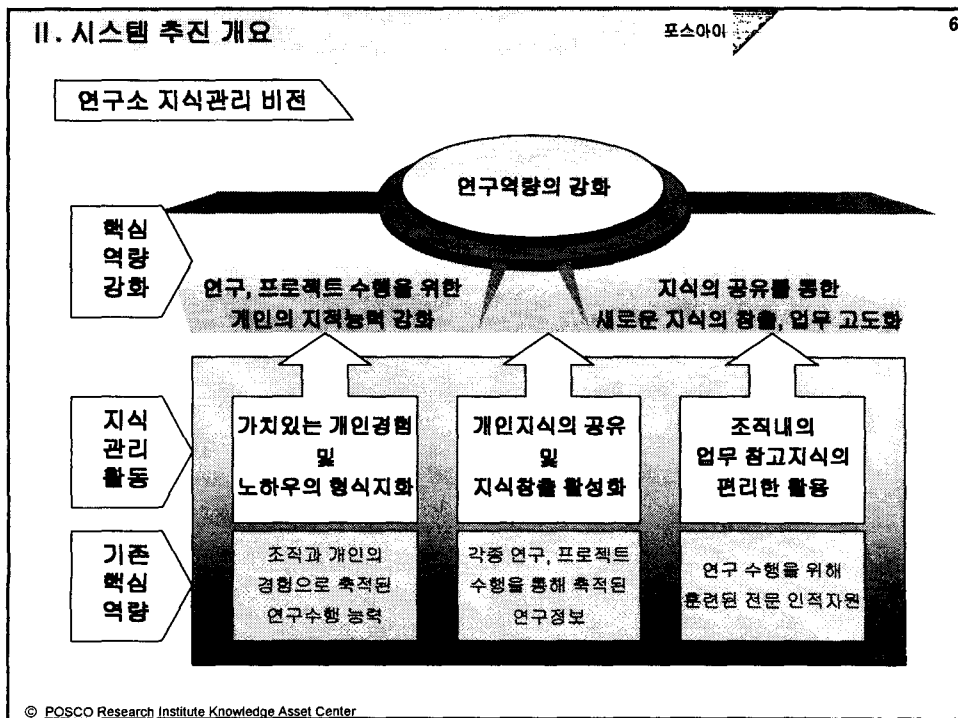 II. 시스템 추진 개요
포스아이
6
연구소 지식관리 비전
연구역량의 강화
핵심
역량
강화
연구, 프로젝트 수행을 위한
개인의 지적능력 강화
지식의 공유를 통한
새로운 지식의 창출, 업무 고도화
지식
관리
활동
가치있는 개인경험
및
노하우의 형식지화
개인지식의 공유
및
지식창출 활성화
조직내의
업무 참고지식의
편리한 활용
기존
핵심
역량
조직과 개인의
경험으로 축적된
연구수행 능력
각종 연구, 프로젝트
수행을 통해 축적된
연구정보
연구 수행을 위해
훈련된 전문 인적자원
© POSCO Research Institute Knowledge Asset Center